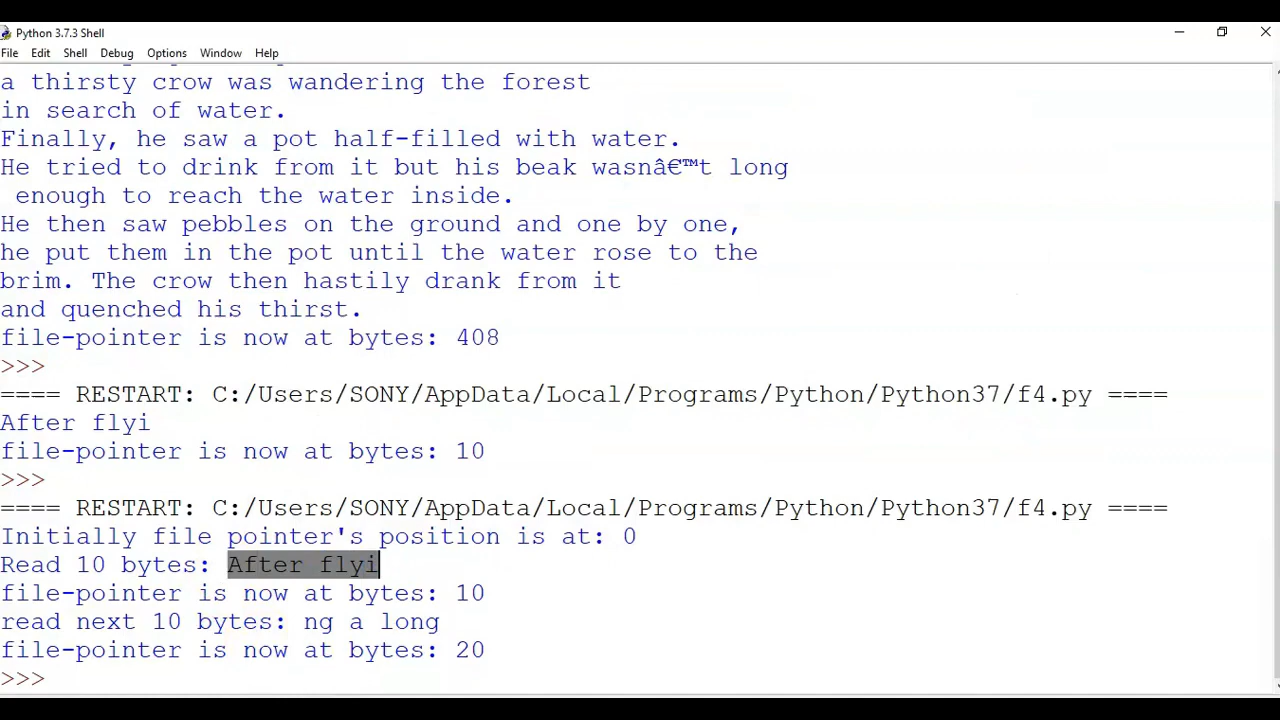 Python 3.7.3 Shell
File Edit Shell Debug Options Window Help
a thirsty crow was wandering the forest
in search of water.
Finally, he saw a pot half-filled with water.
He tried to drink from it but his beak wasnâ€™t long
 enough to reach the water inside.
He then saw pebbles on the ground and one by one,
he put them in the pot until the water rose to the
brim. The crow then hastily drank from it
and quenched his thirst.
file-pointer is now at bytes: 408
>>>
==== RESTART: C:/Users/SONY/AppData/Local/Programs/Python/Python37/f4.py ====
After flyi
file-pointer is now at bytes: 10
>>>
==== RESTART: C:/Users/SONY/AppData/Local/Programs/Python/Python37/f4.py ====
Initially file pointer's position is at: 0
Read 10 bytes: After flyi
file-pointer is now at bytes: 10
read next 10 bytes: ng a long
file-pointer is now at bytes: 20
>>>